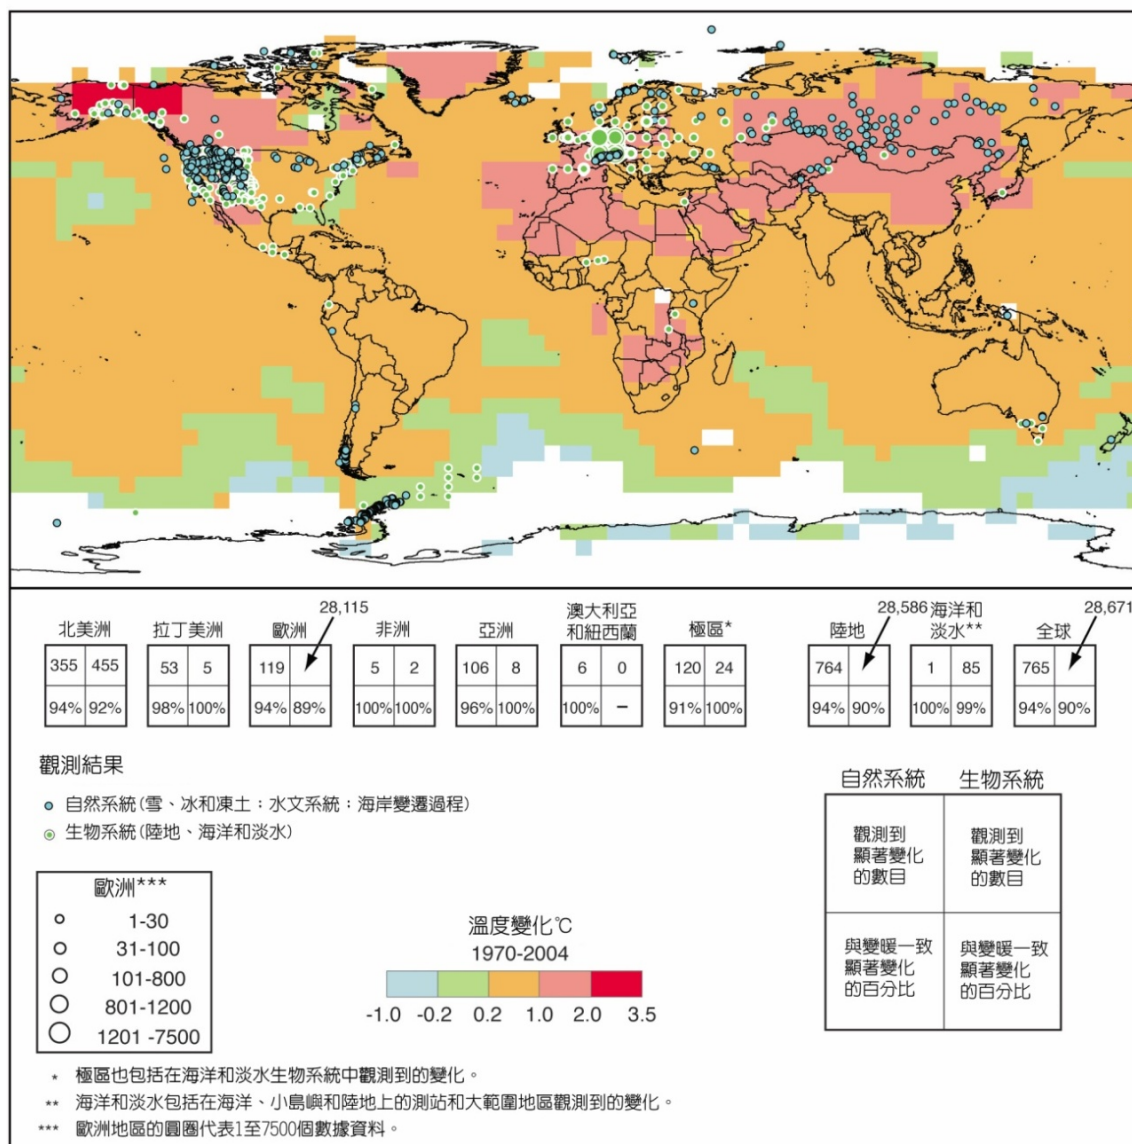 28,115
28,586
28,671
北美洲
拉丁美洲
歐洲
非洲
亞洲
澳大利亞
和紐西蘭
極區*
陸地
海洋和
淡水**
全球
355 455
94% 92%
53 5
98% 100%
119
94% 89%
5 2
100% 100%
106 8
96% 100%
6 0
100% –
120 24
91% 100%
764
94% 90%
1 85
100% 99%
765
94% 90%
觀測結果
自然系統(雪、冰和凍土；水文系統；海岸變遷過程)
生物系統(陸地、海洋和淡水)
歐洲***
1-30
31-100
101-800
801-1200
1201 -7500
溫度變化℃
1970-2004
-1.0 -0.2 0.2 1.0 2.0 3.5
自然系統 生物系統
觀測到
顯著變化
的數目
觀測到
顯著變化
的數目
與變暖一致
顯著變化
的百分比
與變暖一致
顯著變化
的百分比
* 極區也包括在海洋和淡水生物系統中觀測到的變化。
** 海洋和淡水包括在海洋、小島嶼和陸地上的測站和大範圍地區觀測到的變化。
*** 歐洲地區的圓圈代表1至7500個數據資料。